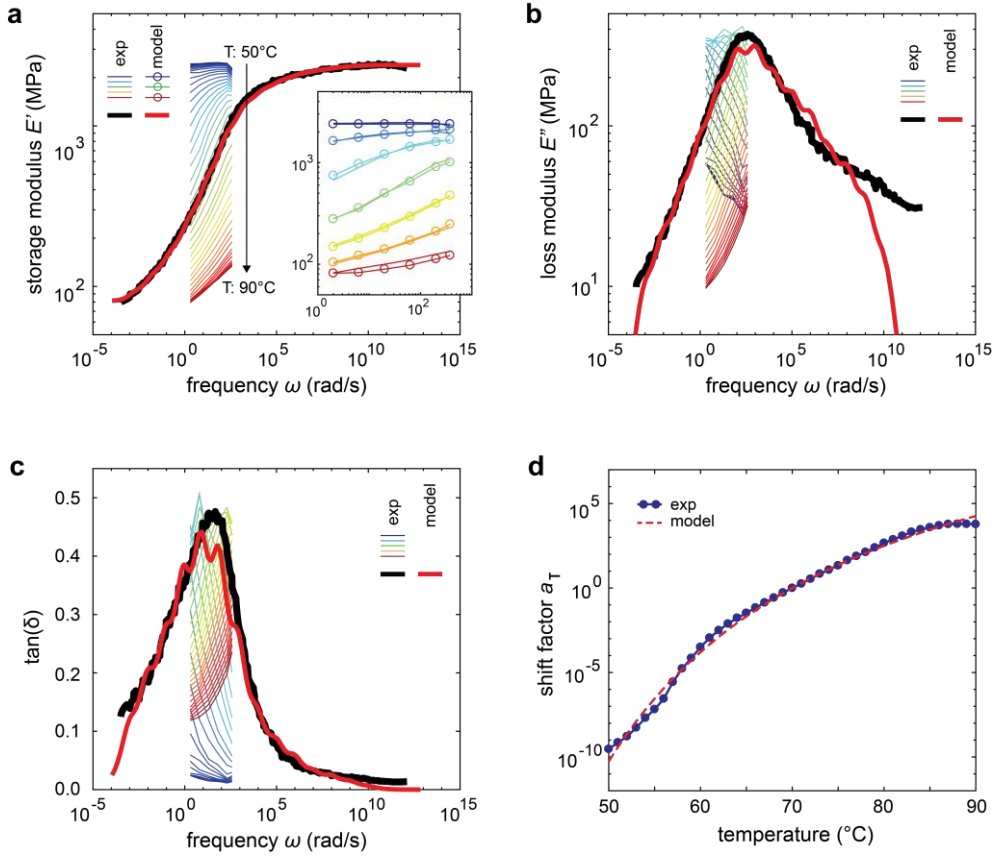 a
exp
model
T: 50°C
T: 90°C
storage modulus E' (MPa)
10³
10²
10³
10²
10⁰
10²
10⁻⁵
10⁰
10⁵
10¹⁰
10¹⁵
frequency ω (rad/s)
b
exp
model
loss modulus E'' (MPa)
10²
10¹
10⁻⁵
10⁰
10⁵
10¹⁰
10¹⁵
frequency ω (rad/s)
c
exp
model
tan(δ)
0.5
0.4
0.3
0.2
0.1
0.0
10⁻⁵
10⁰
10⁵
10¹⁰
10¹⁵
frequency ω (rad/s)
d
exp
model
shift factor aT
10⁵
10⁰
10⁻⁵
10⁻¹⁰
50
60
70
80
90
temperature (°C)